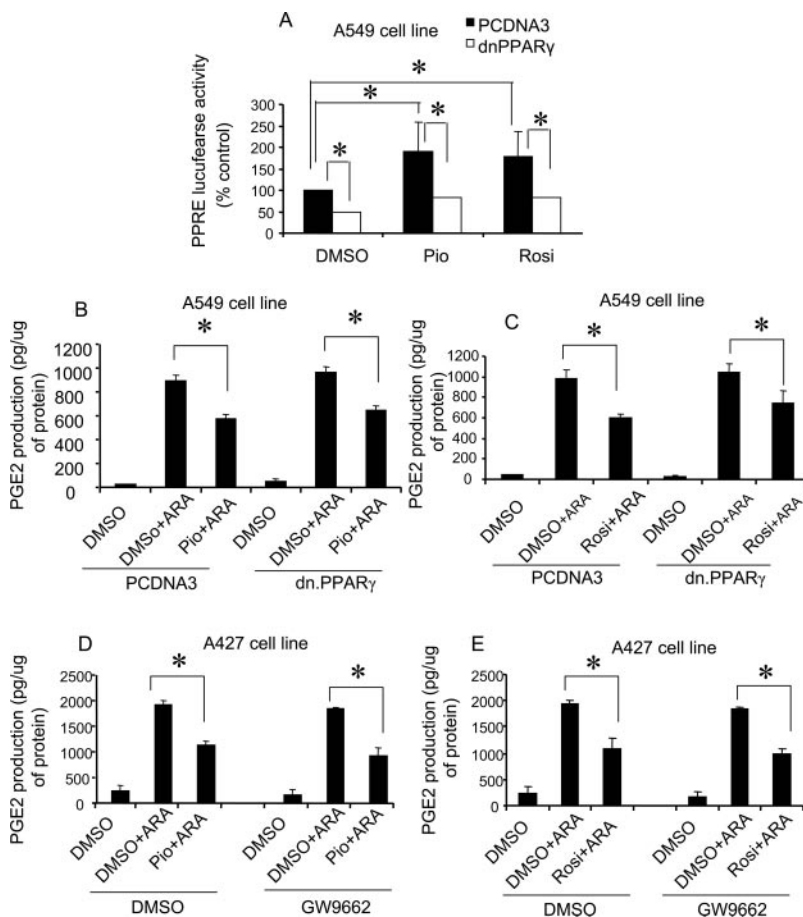 A
A549 cell line
PCDNA3
dnPPARγ
PPRE lucufearse activity
(% control)
300
250
200
150
100
50
0
*
*
*
*
*
DMSO Pio Rosi
B
A549 cell line
PGE2 production (pg/ug
of protein)
1200
1000
800
600
400
200
0
*
*
DMSO
DMSo+ARA
Pio+ARA
DMSO
DMSo+ARA
Pio+ARA
PCDNA3
dn.PPARγ
C
A549 cell line
PGE2 production (pg/ug
of protein)
1200
1000
800
600
400
200
0
*
*
DMSO
DMSO+ARA
Rosi+ARA
DMSO
DMSO+ARA
Rosi+ARA
PCDNA3
dn.PPARγ
D
A427 cell line
PGE2 production (pg/ug
of protein)
2500
2000
1500
1000
500
0
*
*
DMSO
DMSO+ARA
Pio+ARA
DMSO
DMSO+ARA
Pio+ARA
DMSO
GW9662
E
A427 cell line
PGE2 production (pg/ug
of protein)
2500
2000
1500
1000
500
0
*
*
DMSO
DMSO+ARA
Rosi+ARA
DMSO
DMSO+ARA
Rosi+ARA
DMSO
GW9662